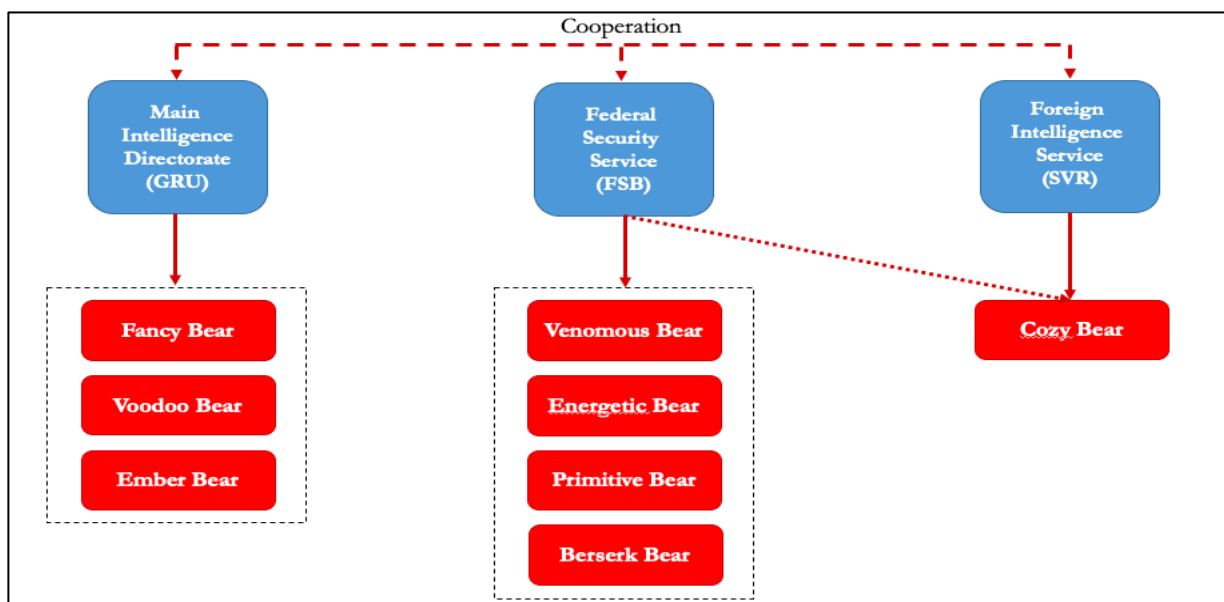 Cooperation
Main
Intelligence
Directorate
(GRU)
Federal
Security
Service
(FSB)
Foreign
Intelligence
Service
(SVR)
Fancy Bear
Voodoo Bear
Ember Bear
Venomous Bear
Energetic Bear
Primitive Bear
Berserk Bear
Cozy Bear